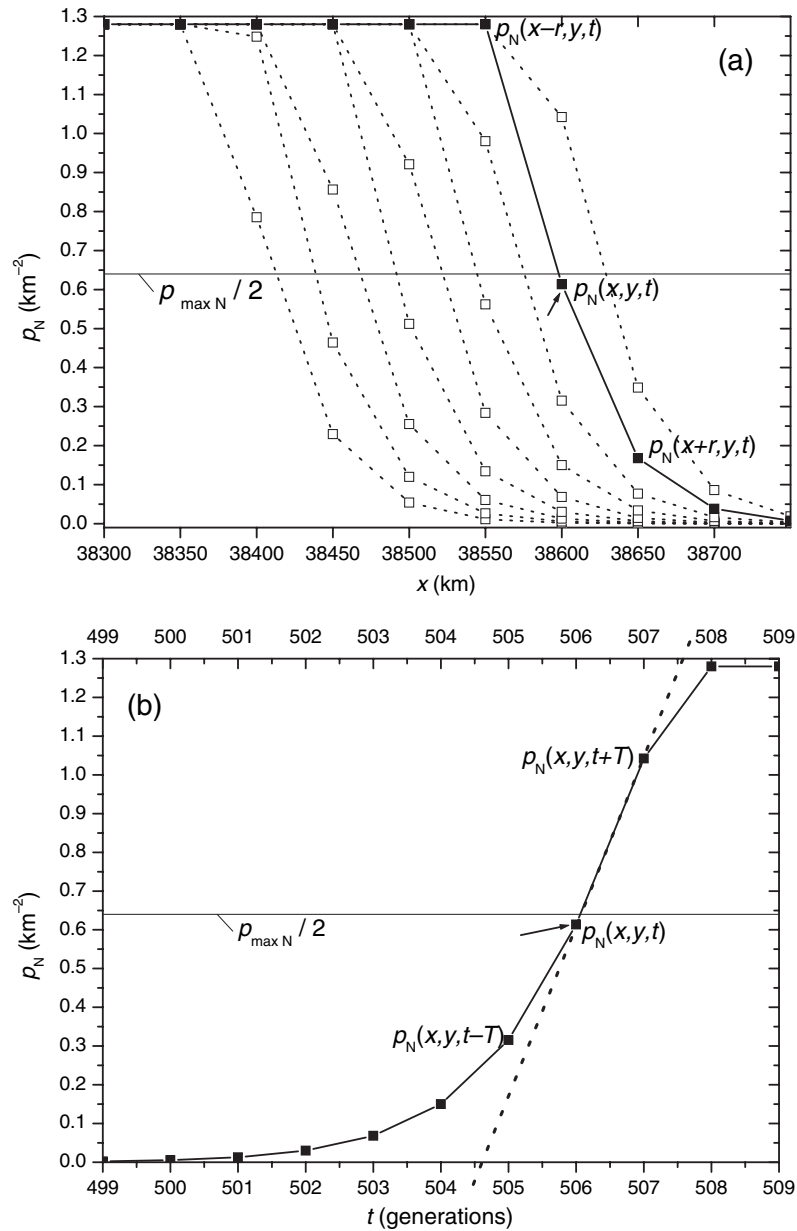 1.3
1.2
1.1
1.0
0.9
0.8
0.7
0.6
0.5
0.4
0.3
0.2
0.1
0.0
p_N (km⁻²)
(a)
p_N(x–r,y,t)
p_max N / 2
p_N(x,y,t)
p_N(x+r,y,t)
38300 38350 38400 38450 38500 38550 38600 38650 38700
x (km)
499 500 501 502 503 504 505 506 507 508 509
1.3
1.2
1.1
1.0
0.9
0.8
0.7
0.6
0.5
0.4
0.3
0.2
0.1
0.0
p_N (km⁻²)
(b)
p_N(x,y,t+T)
p_max N / 2
p_N(x,y,t)
p_N(x,y,t–T)
499 500 501 502 503 504 505 506 507 508 509
t (generations)